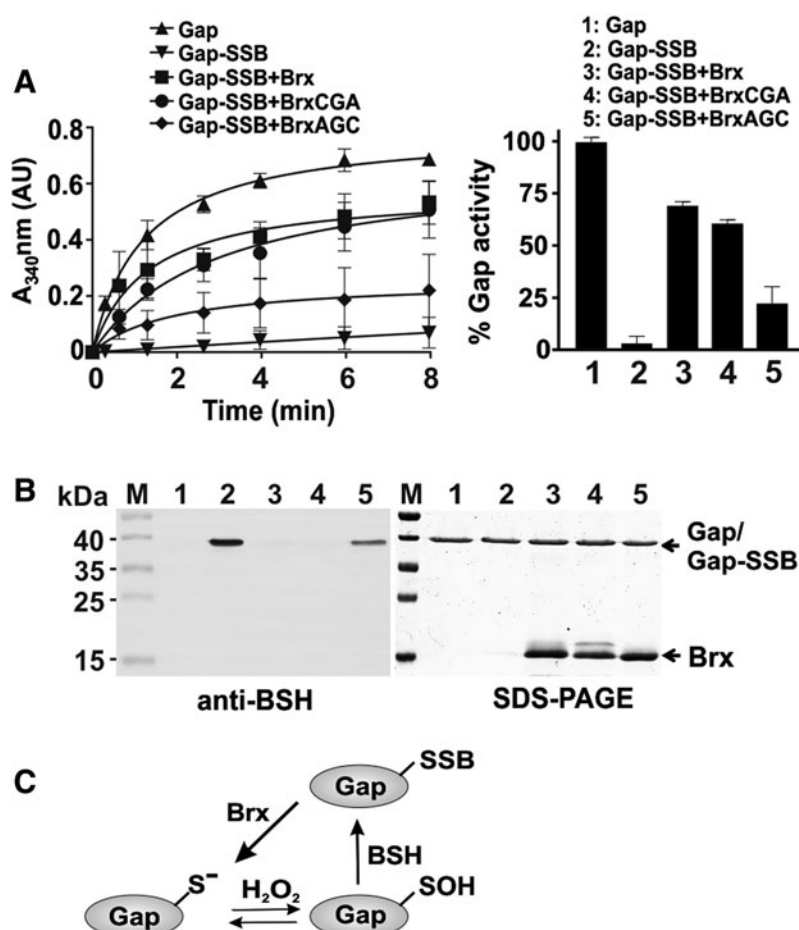 A
Gap
Gap-SSB
Gap-SSB+Brx
Gap-SSB+BrxCGA
Gap-SSB+BrxAGC
A340nm (AU)
0.8
0.6
0.4
0.2
0
0 2 4 6 8
Time (min)
1: Gap
2: Gap-SSB
3: Gap-SSB+Brx
4: Gap-SSB+BrxCGA
5: Gap-SSB+BrxAGC
% Gap activity
100
75
50
25
0
1 2 3 4 5
B
kDa M 1 2 3 4 5
40
35
25
15
anti-BSH
M 1 2 3 4 5
Gap/
Gap-SSB
Brx
SDS-PAGE
C
Gap SSB
Brx
BSH
Gap S⁻
H₂O₂
Gap SOH